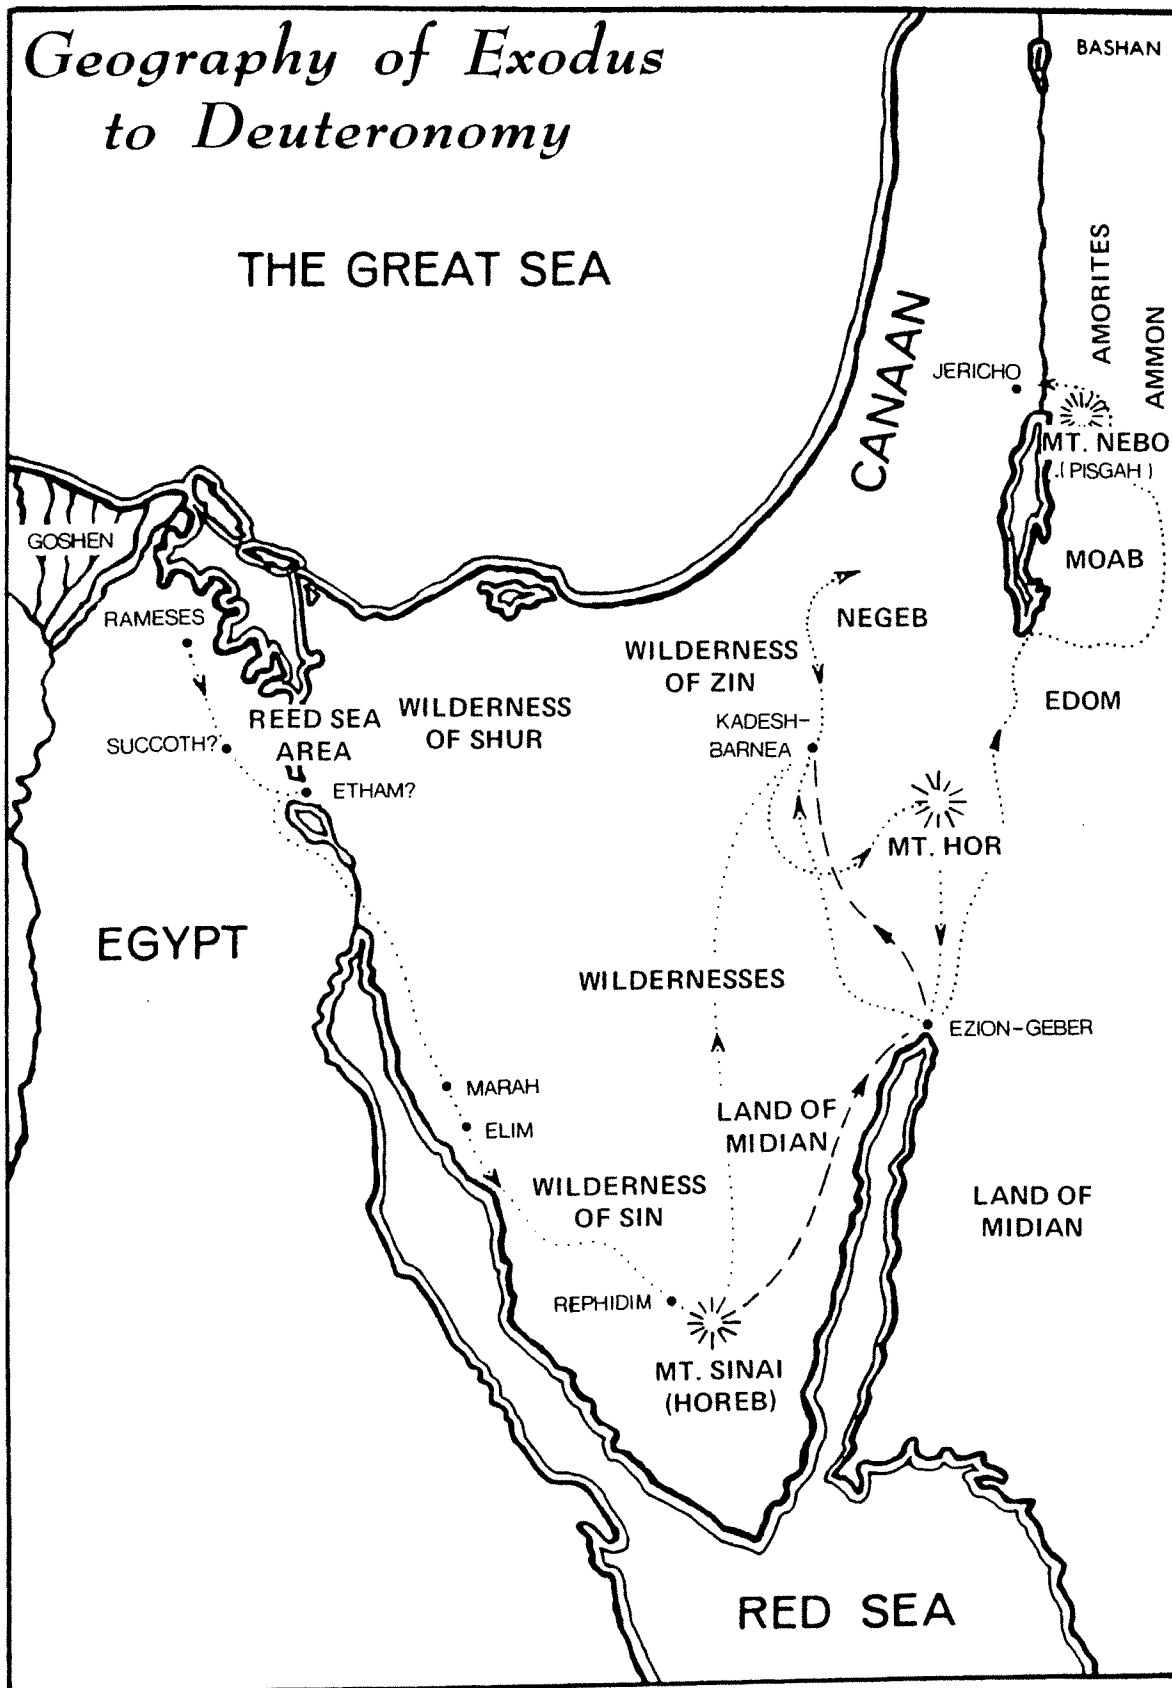 Geography of Exodus
to Deuteronomy
BASHAN
THE GREAT SEA
AMORITES
AMMON
CANAAN
JERICHO
MT. NEBO
.(PISGAH)
GOSHEN
MOAB
RAMESES
NEGEB
WILDERNESS
OF ZIN
EDOM
REED SEA
AREA
WILDERNESS
OF SHUR
KADESH-
BARNEA
SUCCOTH?
ETHAM?
MT. HOR
EGYPT
WILDERNESSES
EZION-GEBER
MARAH
ELIM
LAND OF
MIDIAN
WILDERNESS
OF SIN
LAND OF
MIDIAN
REPHIDIM
MT. SINAI
(HOREB)
RED SEA